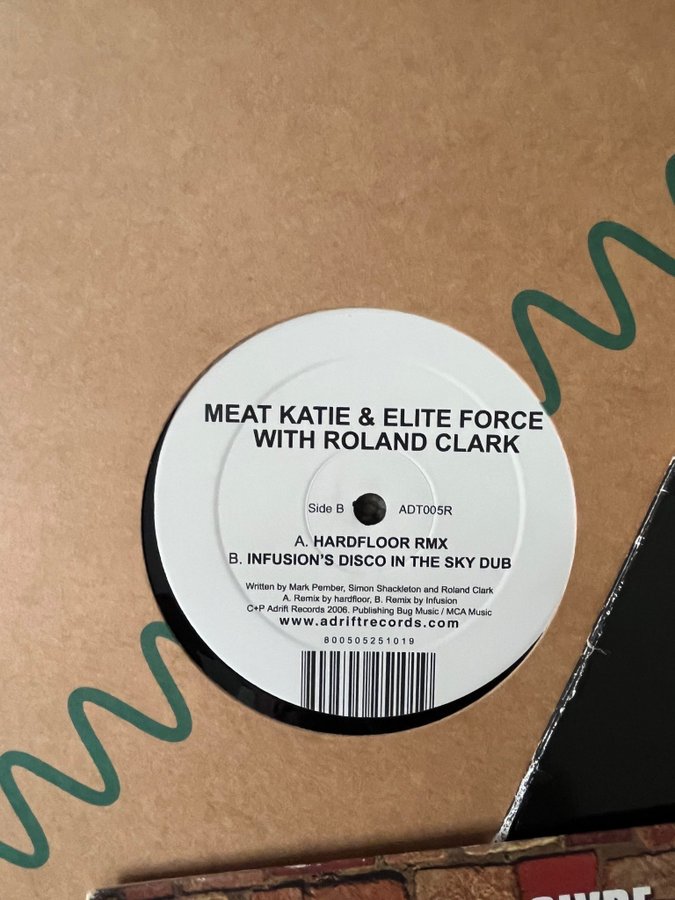 MEAT KATIE & ELITE FORCE
WITH ROLAND CLARK
Side B ADT005R
A. HARDFLOOR RMX
B. INFUSION'S DISCO IN THE SKY DUB
Written by Mark Pember, Simon Shackleton and Roland Clark
A. Remix by hardfloor, B. Remix by Infusion
C+P Adrift Records 2006. Publishing Bug Music / MCA Music
www.adriftrecords.com
800505251019